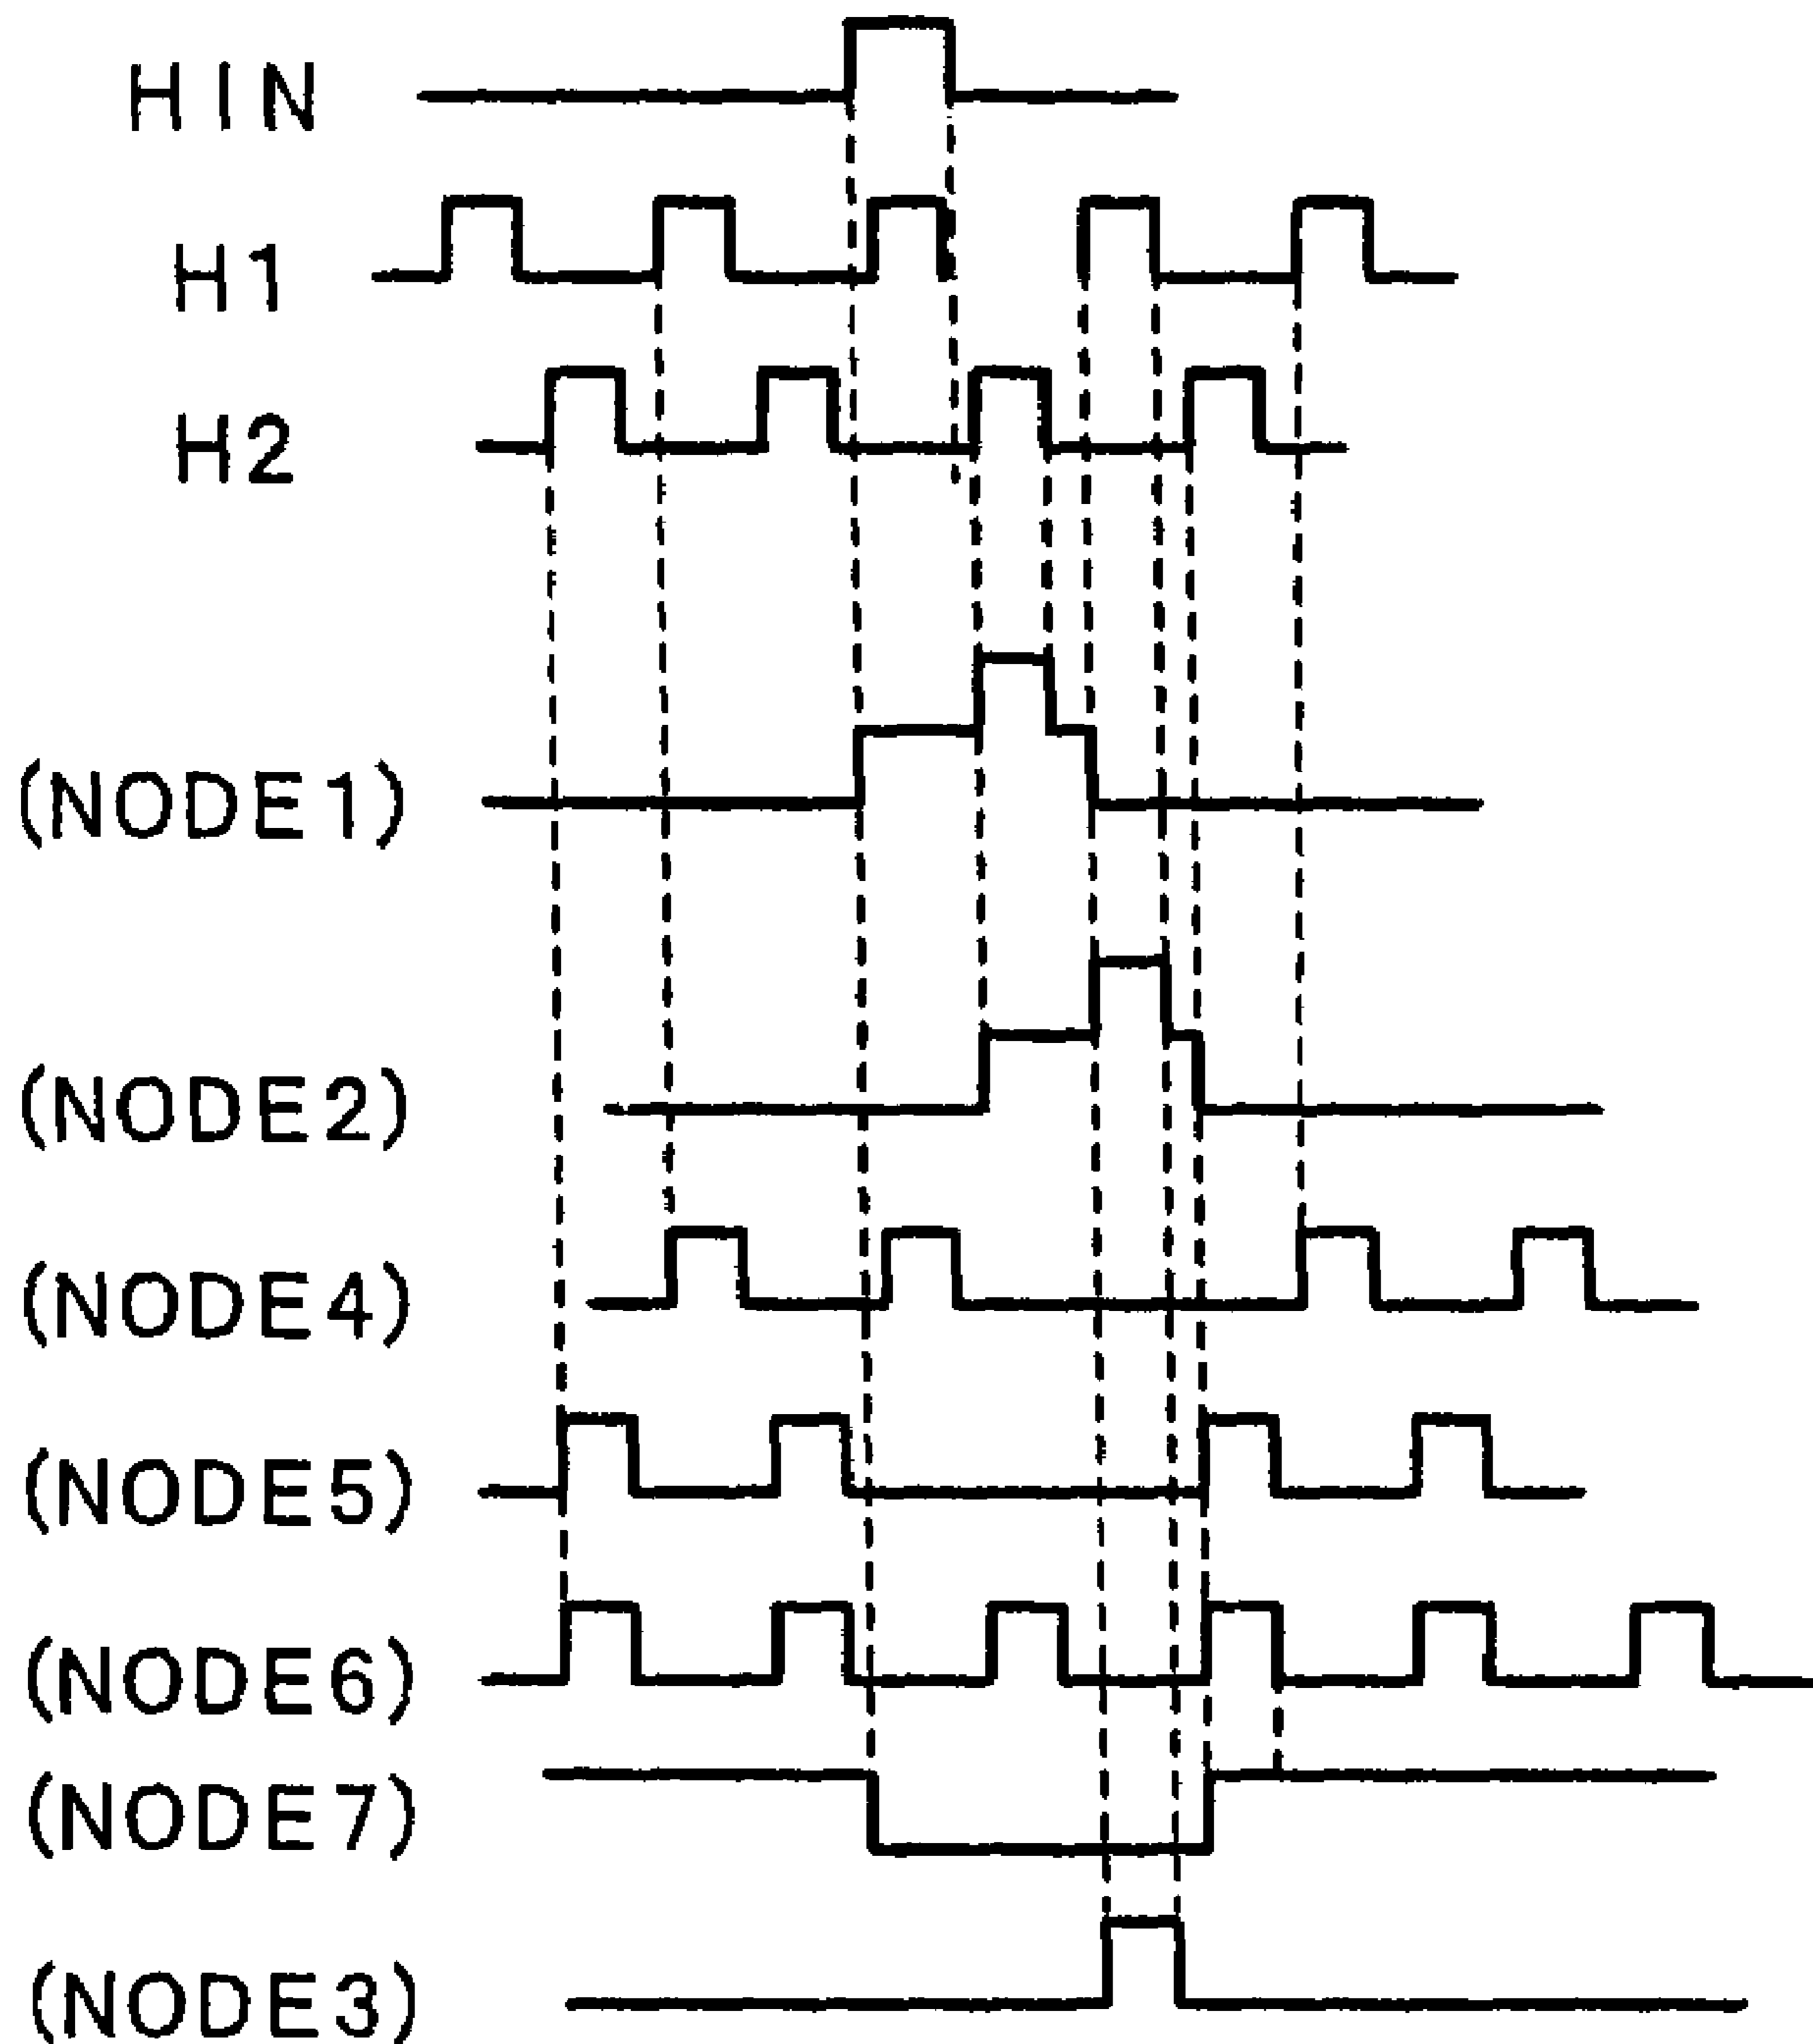 HIN
H1
H2
(NODE1)
(NODE2)
(NODE4)
(NODE5)
(NODE6)
(NODE7)
(NODE3)